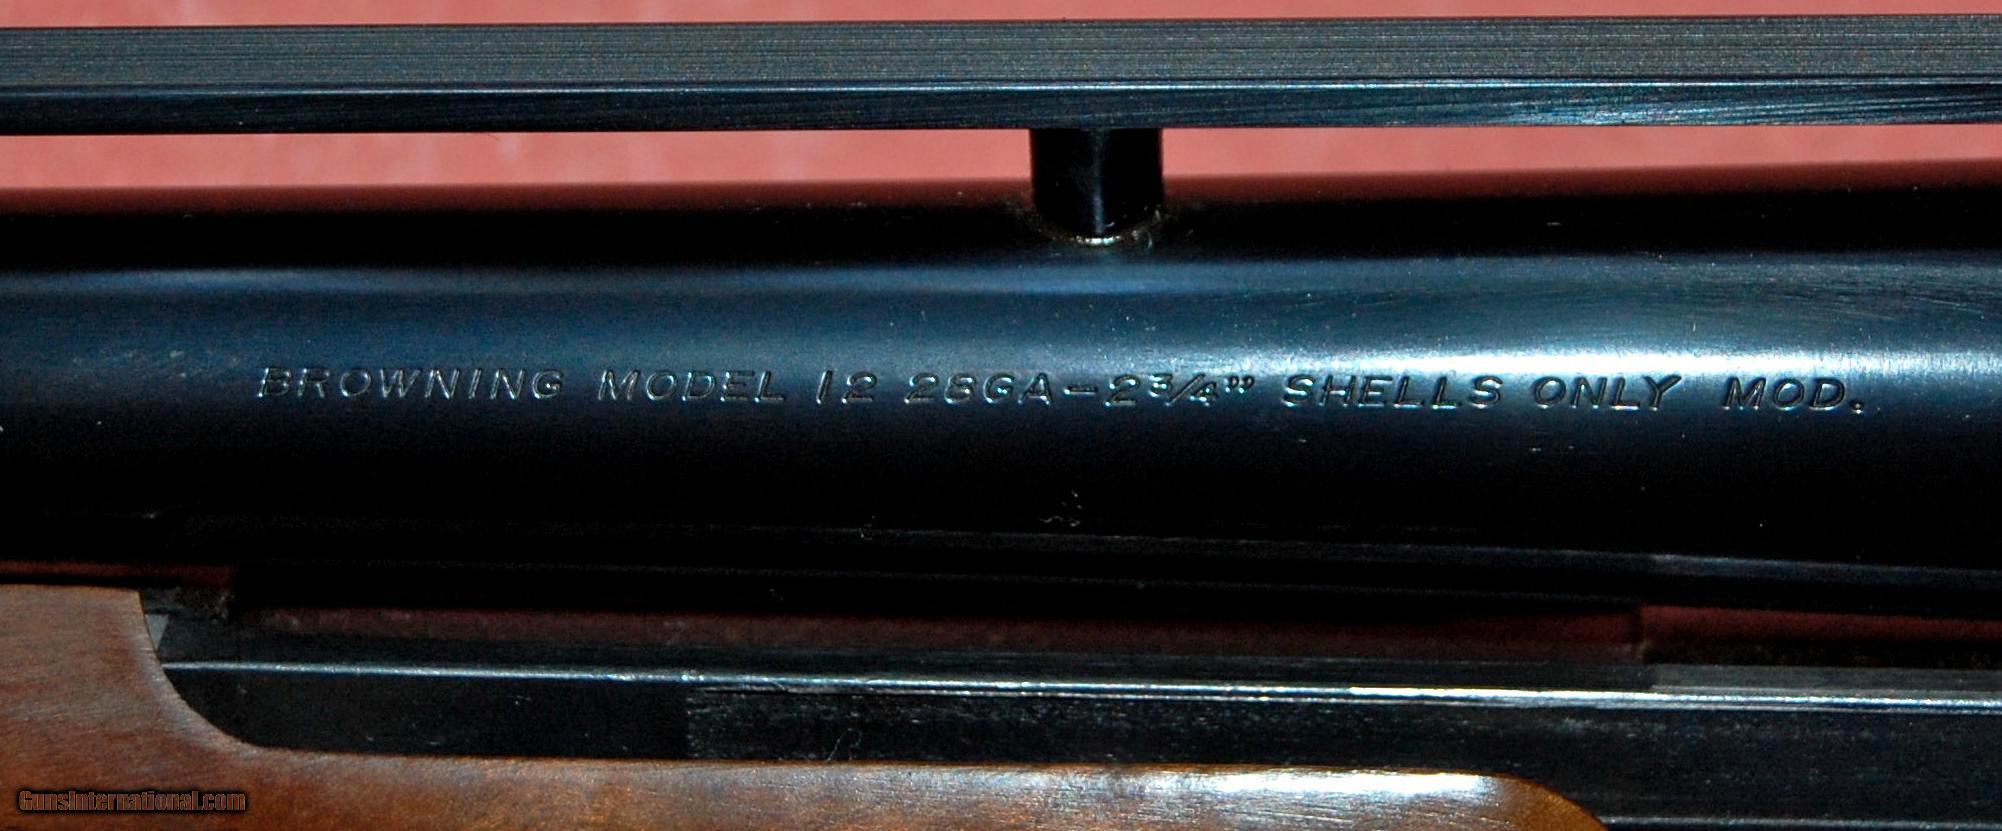 BROWNING MODEL 12 28GA-2¾" SHELLS ONLY MOD.
GunsInternational.com